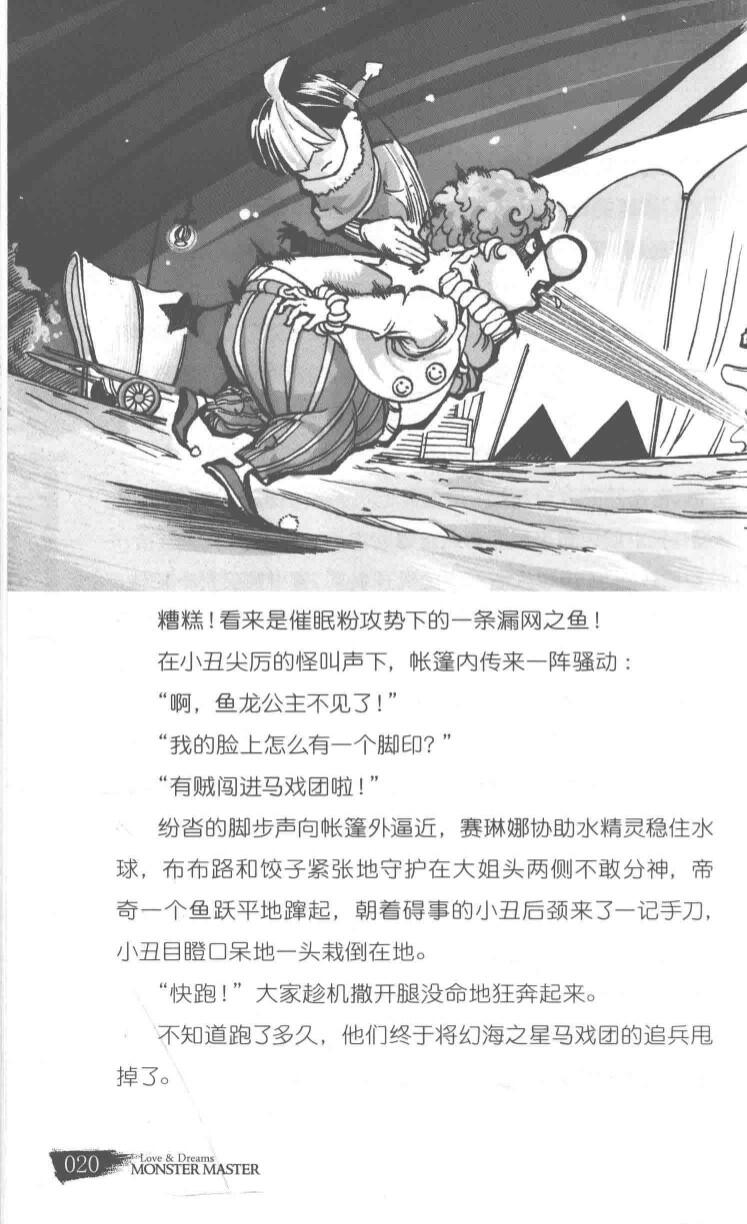 糟糕！看来是催眠粉攻势下的一条漏网之鱼！
在小丑尖厉的怪叫声下，帐篷内传来一阵骚动：
“啊，鱼龙公主不见了！”
“我的脸上怎么有一个脚印？”
“有贼闯进马戏团啦！”
纷沓的脚步声向帐篷外逼近，赛琳娜协助水精灵稳住水
球，布布路和饺子紧张地守护在大姐头两侧不敢分神，帝
奇一个鱼跃平地蹿起，朝着碍事的小丑后颈来了一记手刀，
小丑目瞪口呆地一头栽倒在地。
“快跑！”大家趁机撒开腿没命地狂奔起来。
不知道跑了多久，他们终于将幻海之星马戏团的追兵甩
掉了。
020
Love & Dreams
MONSTER MASTER